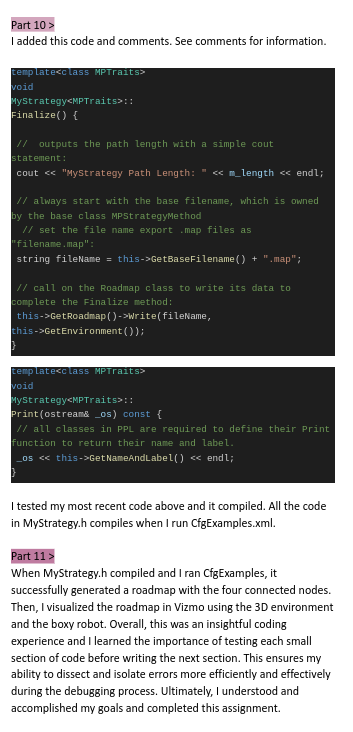 Part 10 >
I added this code and comments. See comments for information.
template<class MPTraits>
void
MyStrategy<MPTraits>::
Finalize() {
//  outputs the path length with a simple cout
statement:
cout << "MyStrategy Path Length: " << m_length << endl;
// always start with the base filename, which is owned
by the base class MPStrategyMethod
// set the file name export .map files as
"filename.map":
string fileName = this->GetBaseFilename() + ".map";
// call on the Roadmap class to write its data to
complete the Finalize method:
this->GetRoadmap()->Write(fileName,
this->GetEnvironment());
}
template<class MPTraits>
void
MyStrategy<MPTraits>::
Print(ostream& _os) const {
// all classes in PPL are required to define their Print
function to return their name and label.
_os << this->GetNameAndLabel() << endl;
}
I tested my most recent code above and it compiled. All the code
in MyStrategy.h compiles when I run CfgExamples.xml.
Part 11 >
When MyStrategy.h compiled and I ran CfgExamples, it
successfully generated a roadmap with the four connected nodes.
Then, I visualized the roadmap in Vizmo using the 3D environment
and the boxy robot. Overall, this was an insightful coding
experience and I learned the importance of testing each small
section of code before writing the next section. This ensures my
ability to dissect and isolate errors more efficiently and effectively
during the debugging process. Ultimately, I understood and
accomplished my goals and completed this assignment.